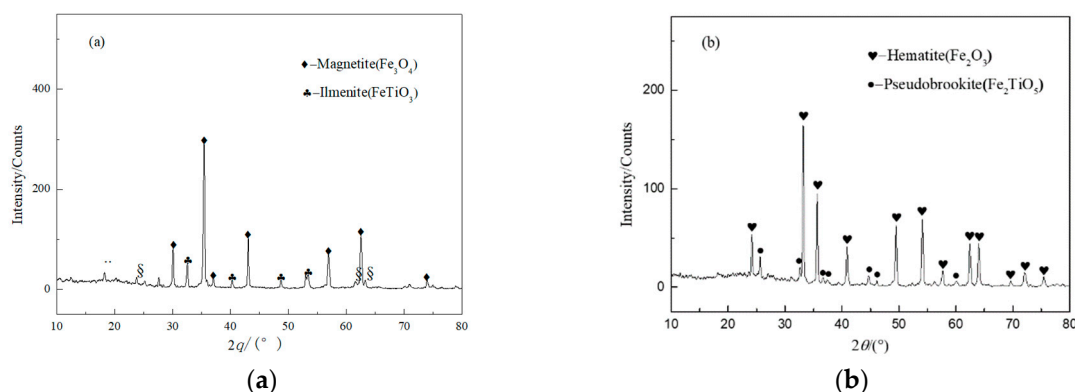 (a)
♦–Magnetite(Fe₃O₄)
♣–Ilmenite(FeTiO₃)
Intensity/Counts
400
200
0
..
§
§ §
10 20 30 40 50 60 70 80
2q/(°)
(a)
(b)
♥–Hematite(Fe₂O₃)
●–Pseudobrookite(Fe₂TiO₅)
Intensity/Counts
200
100
0
10 20 30 40 50 60 70 80
2θ/(°)
(b)